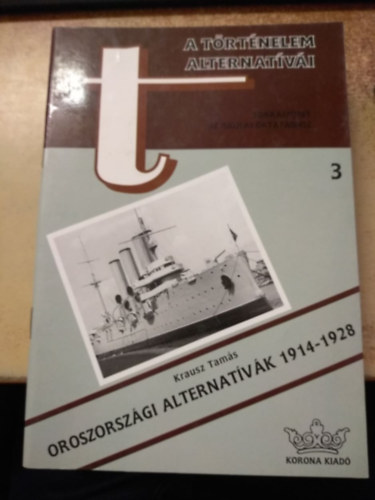 t
A TÖRTÉNELEM
ALTERNATÍVÁI
3
Krausz Tamás
OROSZORSZÁGI ALTERNATÍVÁK 1914-1928
KORONA KIADÓ